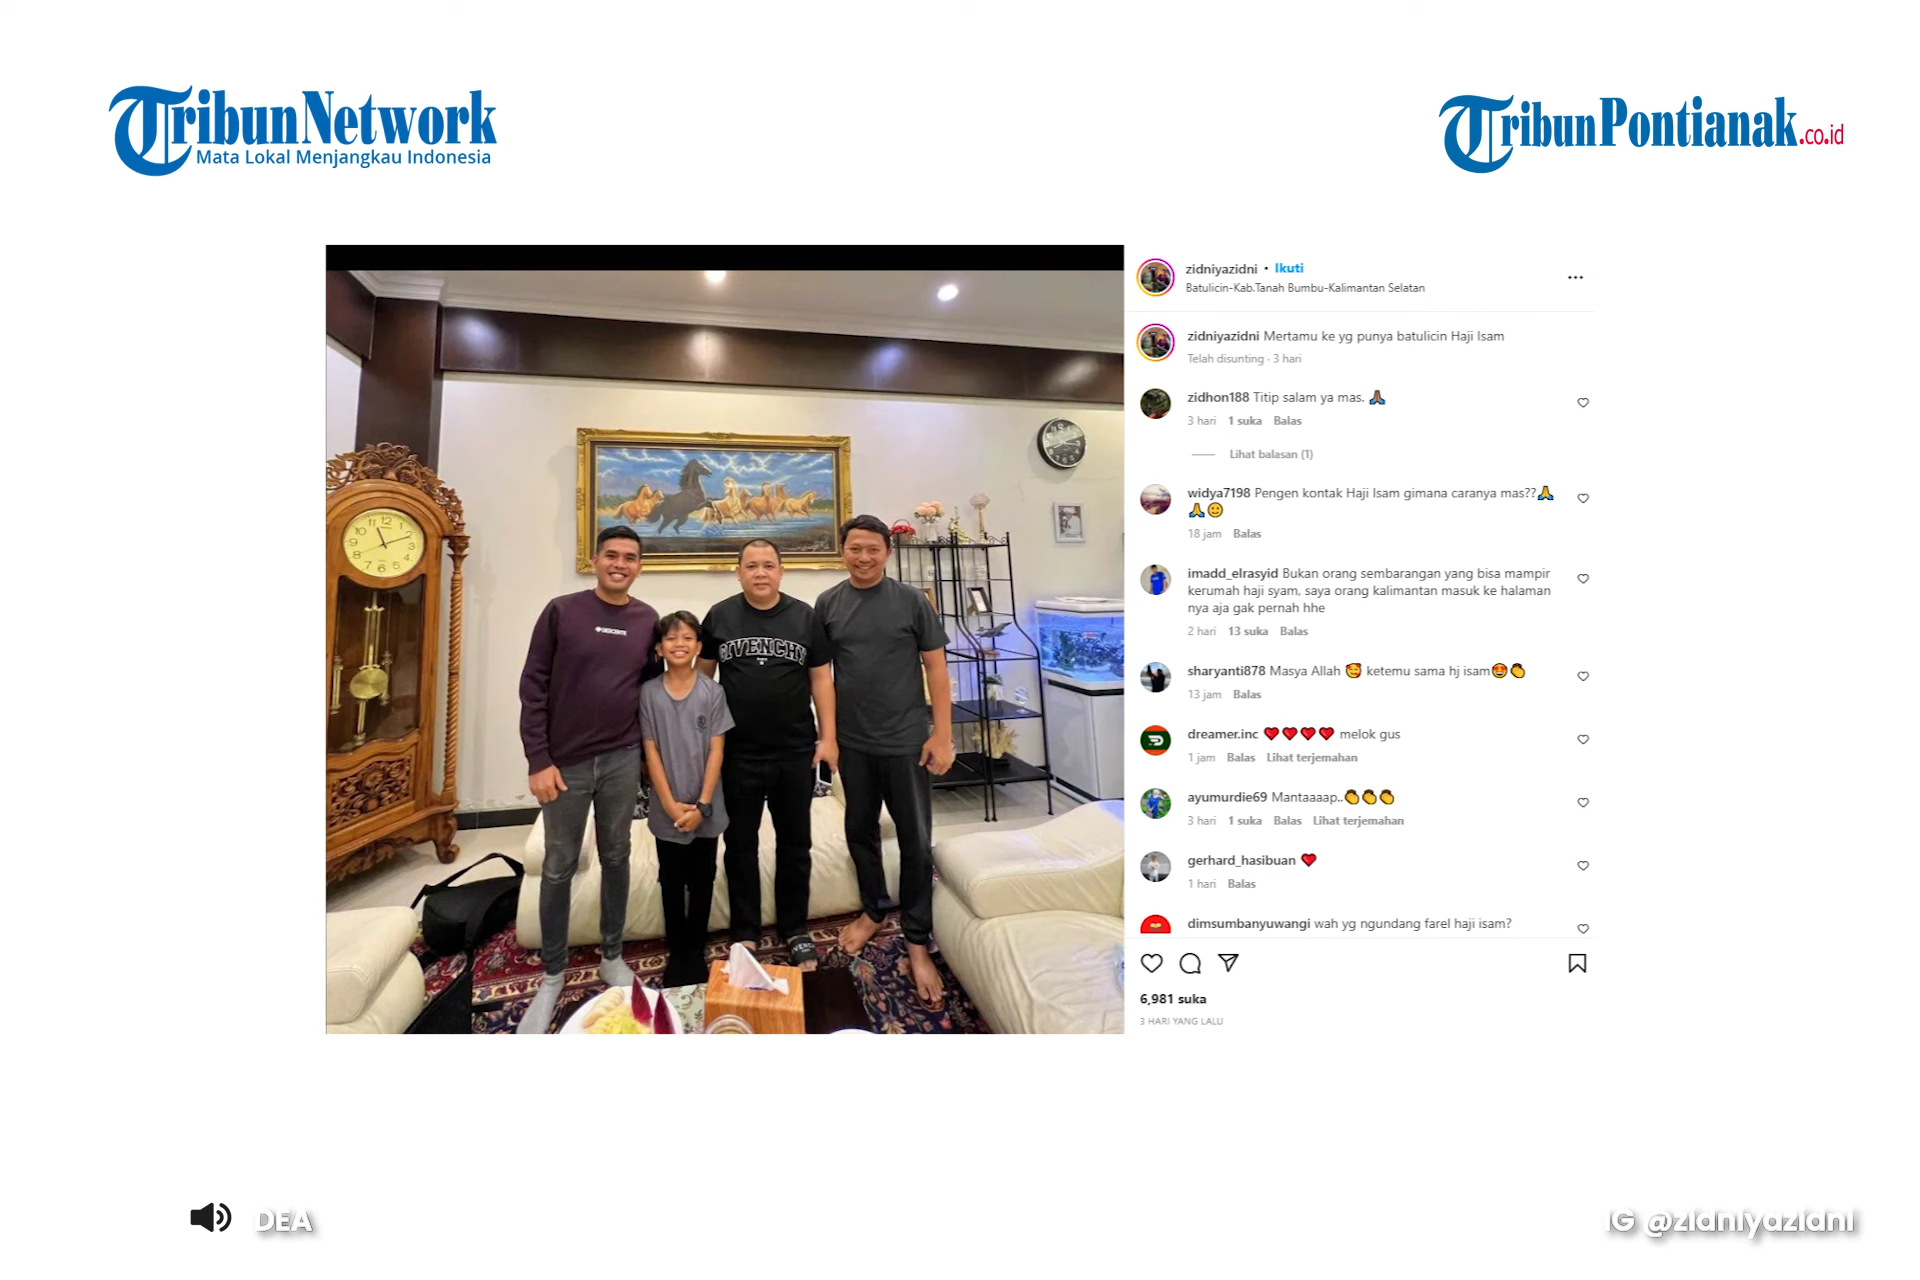 TribunNetwork
Mata Lokal Menjangkau Indonesia
TribunPontianak.co.id
zidniyazidni • Ikuti
Batulicin-Kab.Tanah Bumbu-Kalimantan Selatan
zidniyazidni Mertamu ke yg punya batulicin Haji Isam
Telah disunting · 3 hari
zidhon188 Titip salam ya mas. 🙏🏽
3 hari 1 suka Balas
Lihat balasan (1)
widya7198 Pengen kontak Haji Isam gimana caranya mas??🙏
🙏🙂
18 jam Balas
imadd_elrasyid Bukan orang sembarangan yang bisa mampir
kerumah haji syam, saya orang kalimantan masuk ke halaman
nya aja gak pernah hhe
2 hari 13 suka Balas
sharyanti878 Masya Allah 🥰 ketemu sama hj isam😍👏
13 jam Balas
dreamer.inc ❤❤❤❤ melok gus
1 jam Balas Lihat terjemahan
ayumurdie69 Mantaaaap..👏👏👏
3 hari 1 suka Balas Lihat terjemahan
gerhard_hasibuan ❤
1 hari Balas
dimsumbanyuwangi wah yg ngundang farel haji isam?
6,981 suka
3 HARI YANG LALU
DESCENTE
GIVENCHY
PARIS
DEA
IG @zidniyazidni